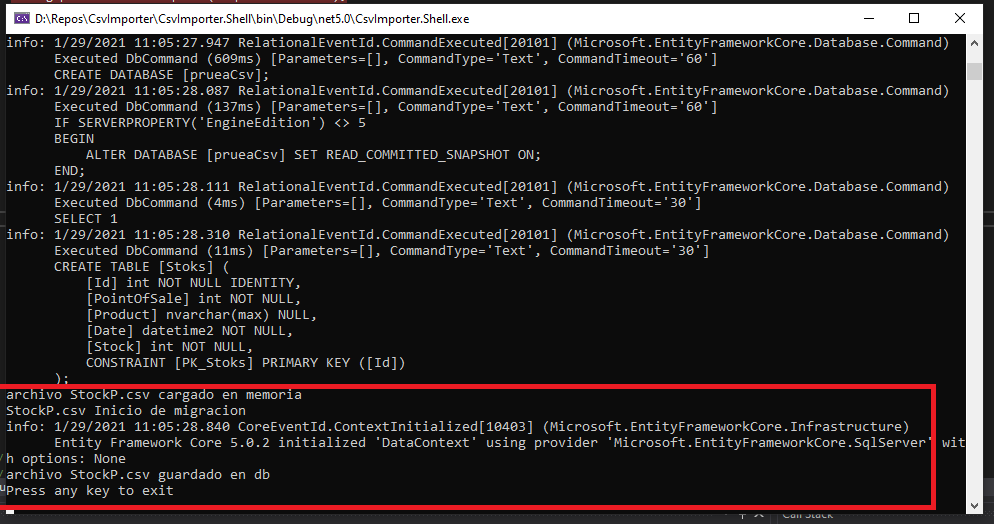 D:\Repos\CsvImporter\CsvImporter.Shell\bin\Debug\net5.0\CsvImporter.Shell.exe
info: 1/29/2021 11:05:27.947 RelationalEventId.CommandExecuted[20101] (Microsoft.EntityFrameworkCore.Database.Command)
Executed DbCommand (609ms) [Parameters=[], CommandType='Text', CommandTimeout='60']
CREATE DATABASE [prueaCsv];
info: 1/29/2021 11:05:28.087 RelationalEventId.CommandExecuted[20101] (Microsoft.EntityFrameworkCore.Database.Command)
Executed DbCommand (137ms) [Parameters=[], CommandType='Text', CommandTimeout='60']
IF SERVERPROPERTY('EngineEdition') <> 5
BEGIN
ALTER DATABASE [prueaCsv] SET READ_COMMITTED_SNAPSHOT ON;
END;
info: 1/29/2021 11:05:28.111 RelationalEventId.CommandExecuted[20101] (Microsoft.EntityFrameworkCore.Database.Command)
Executed DbCommand (4ms) [Parameters=[], CommandType='Text', CommandTimeout='30']
SELECT 1
info: 1/29/2021 11:05:28.310 RelationalEventId.CommandExecuted[20101] (Microsoft.EntityFrameworkCore.Database.Command)
Executed DbCommand (11ms) [Parameters=[], CommandType='Text', CommandTimeout='30']
CREATE TABLE [Stoks] (
[Id] int NOT NULL IDENTITY,
[PointOfSale] int NOT NULL,
[Product] nvarchar(max) NULL,
[Date] datetime2 NOT NULL,
[Stock] int NOT NULL,
CONSTRAINT [PK_Stoks] PRIMARY KEY ([Id])
);
archivo StockP.csv cargado en memoria
StockP.csv Inicio de migracion
info: 1/29/2021 11:05:28.840 CoreEventId.ContextInitialized[10403] (Microsoft.EntityFrameworkCore.Infrastructure)
Entity Framework Core 5.0.2 initialized 'DataContext' using provider 'Microsoft.EntityFrameworkCore.SqlServer' wit
h options: None
archivo StockP.csv guardado en db
Press any key to exit
Call Stack